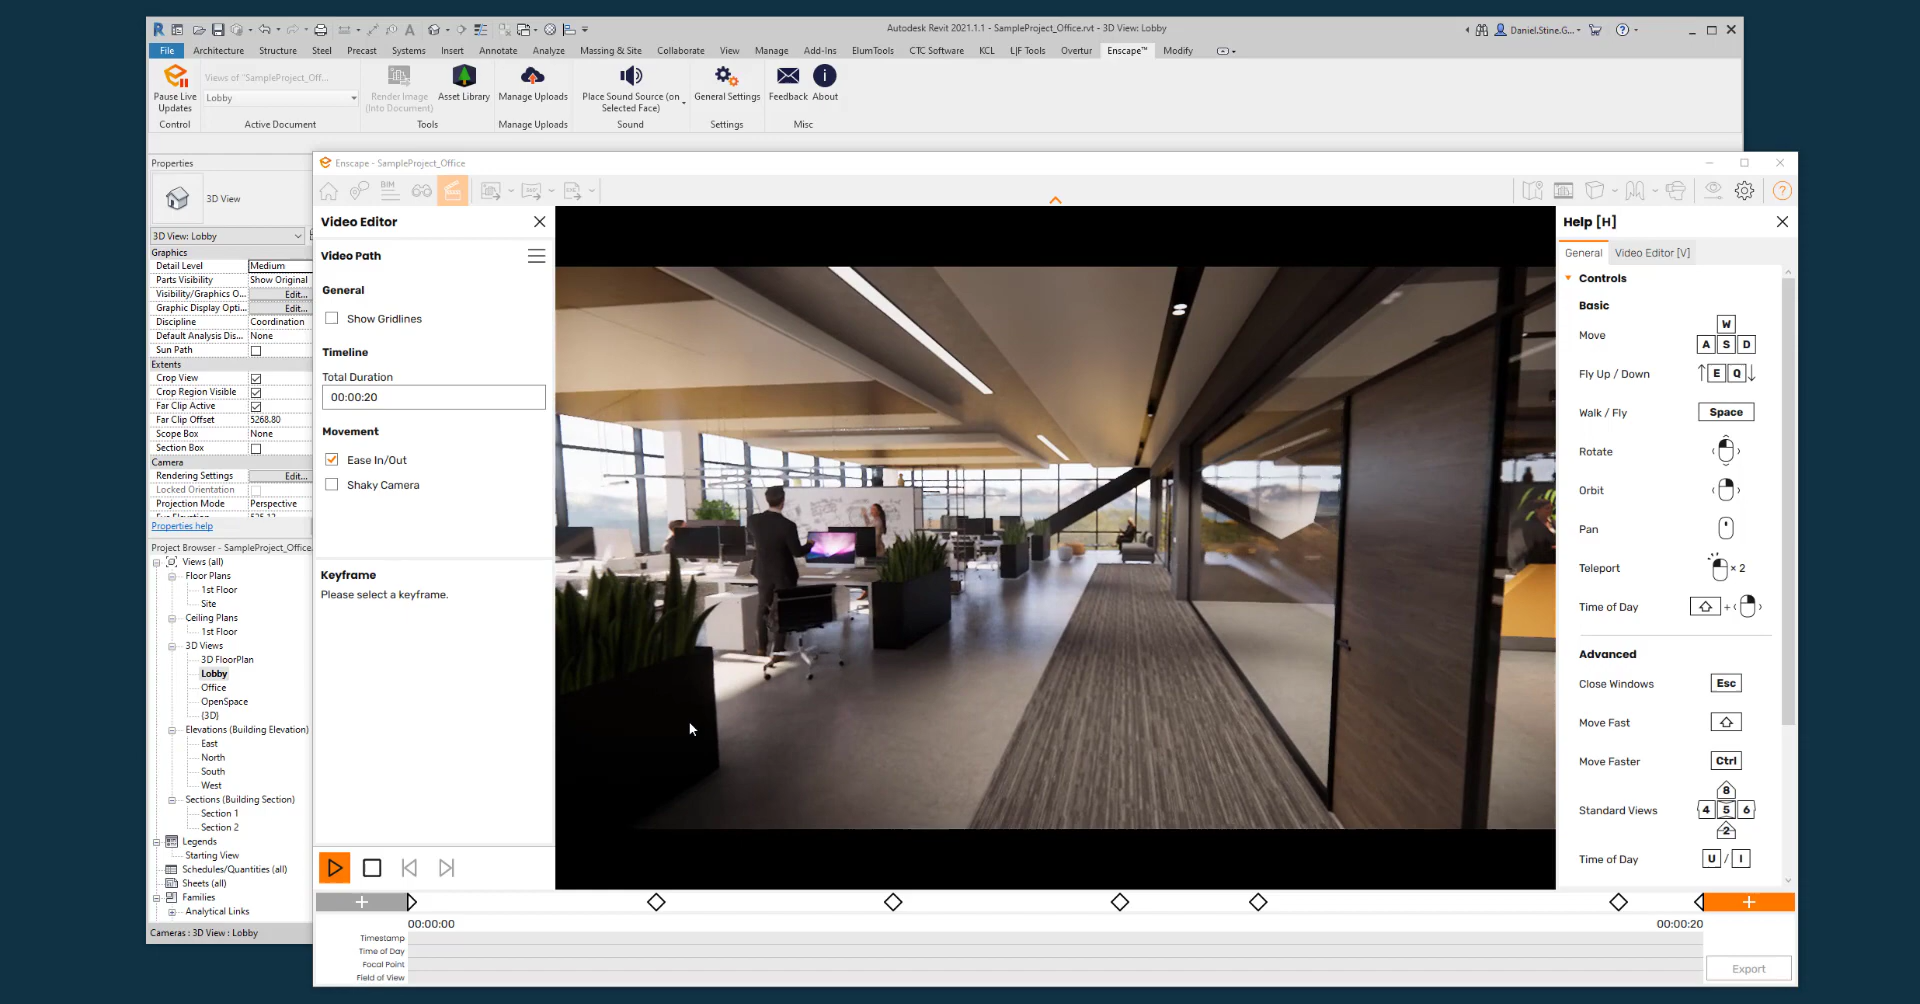 Autodesk Revit 2021.1.1 - SampleProject_Office.rvt - 3D View: Lobby
Daniel.Stine.G...
File Architecture Structure Steel Precast Systems Insert Annotate Analyze Massing & Site Collaborate View Manage Add-Ins ElumTools CTC Software KCL LJF Tools Overtur Enscape™ Modify
Views of "SampleProject_Off...
Lobby
Pause Live
Updates
Render Image
(Into Document)
Asset Library
Manage Uploads
Place Sound Source (on
Selected Face)
General Settings
Feedback
About
Control Active Document Tools Manage Uploads Sound Settings Misc
Properties
3D View
3D View: Lobby
Graphics
Detail Level Medium
Parts Visibility Show Original
Visibility/Graphics O... Edit...
Graphic Display Opti... Edit...
Discipline Coordination
Default Analysis Dis... None
Sun Path
Extents
Crop View
Crop Region Visible
Far Clip Active
Far Clip Offset 5268.80
Scope Box None
Section Box
Camera
Rendering Settings Edit...
Locked Orientation
Projection Mode Perspective
Properties help
Project Browser - SampleProject_Office.
Views (all)
Floor Plans
1st Floor
Site
Ceiling Plans
1st Floor
3D Views
3D FloorPlan
Lobby
Office
OpenSpace
{3D}
Elevations (Building Elevation)
East
North
South
West
Sections (Building Section)
Section 1
Section 2
Legends
Starting View
Schedules/Quantities (all)
Sheets (all)
Families
Analytical Links
Cameras : 3D View : Lobby
Enscape - SampleProject_Office
BIM
Video Editor
Video Path
General
Show Gridlines
Timeline
Total Duration
00:00:20
Movement
Ease In/Out
Shaky Camera
Keyframe
Please select a keyframe.
Help [H]
General Video Editor [V]
Controls
Basic
Move W
A S D
Fly Up / Down E Q
Walk / Fly Space
Rotate
Orbit
Pan
Teleport × 2
Time of Day +
Advanced
Close Windows Esc
Move Fast
Move Faster Ctrl
8
Standard Views 4 5 6
2
Time of Day U / I
00:00:00 00:00:20
Timestamp
Time of Day
Focal Point
Field of View
Export